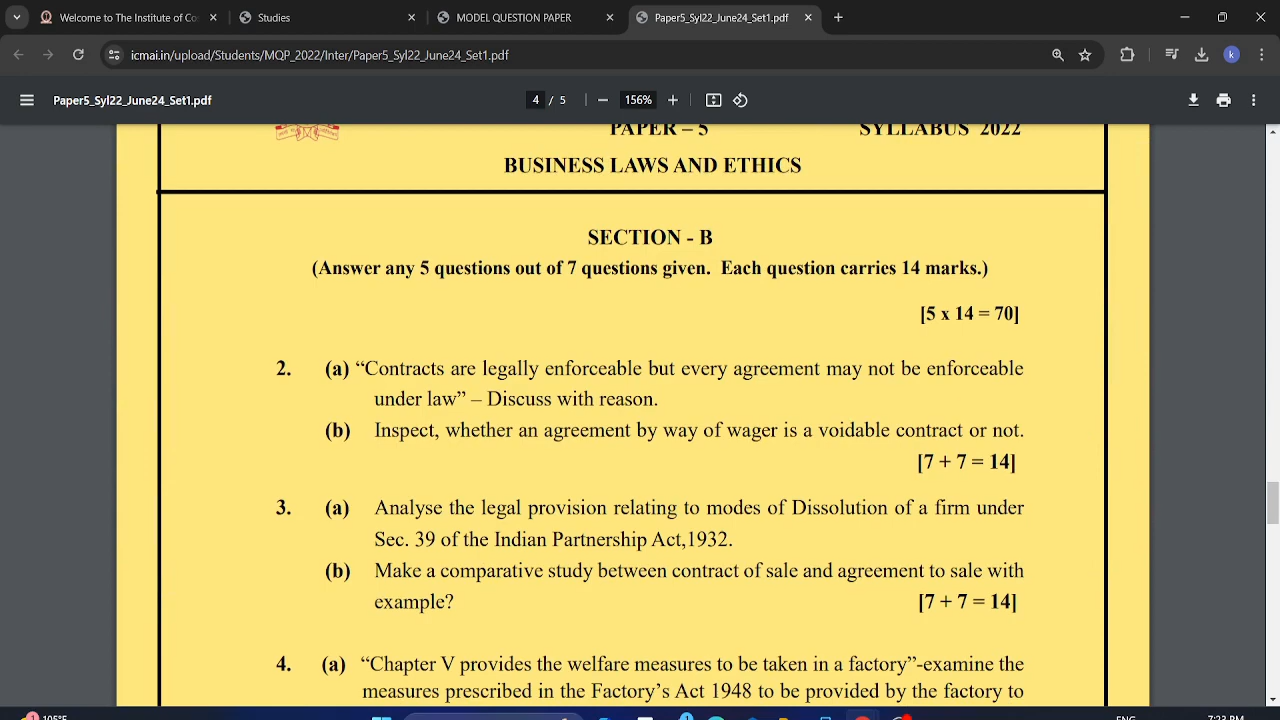 Welcome to The Institute of Co
Studies
MODEL QUESTION PAPER
Paper5_Syl22_June24_Set1.pdf
icmai.in/upload/Students/MQP_2022/Inter/Paper5_Syl22_June24_Set1.pdf
k
Paper5_Syl22_June24_Set1.pdf
4 / 5
156%
PAPER – 5 SYLLABUS 2022
BUSINESS LAWS AND ETHICS
SECTION - B
(Answer any 5 questions out of 7 questions given. Each question carries 14 marks.)
[5 x 14 = 70]
2. (a) “Contracts are legally enforceable but every agreement may not be enforceable
under law” – Discuss with reason.
(b) Inspect, whether an agreement by way of wager is a voidable contract or not.
[7 + 7 = 14]
3. (a) Analyse the legal provision relating to modes of Dissolution of a firm under
Sec. 39 of the Indian Partnership Act,1932.
(b) Make a comparative study between contract of sale and agreement to sale with
example? [7 + 7 = 14]
4. (a) “Chapter V provides the welfare measures to be taken in a factory”-examine the
measures prescribed in the Factory’s Act 1948 to be provided by the factory to
1 105°F
ENG 7:23 PM